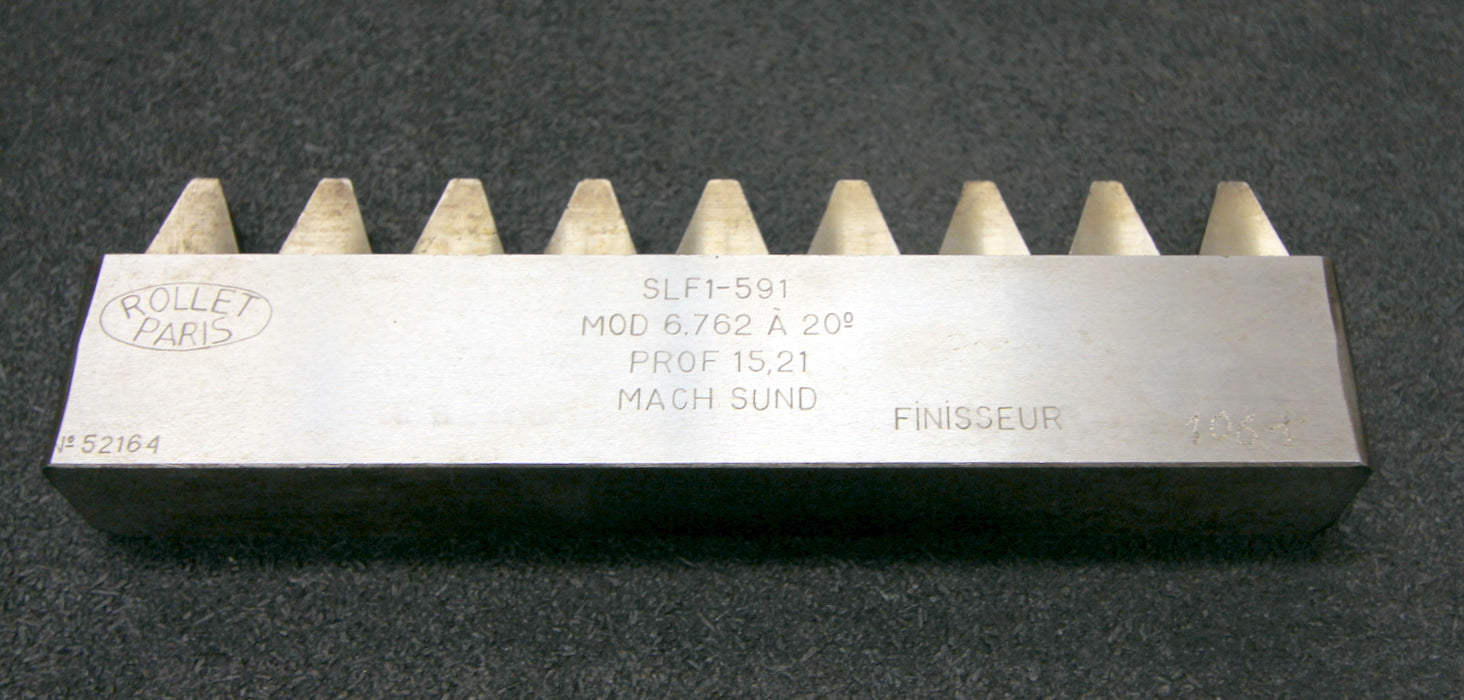 ROLLET
PARIS
SLF1-591
MOD 6.762 À 20º
PROF 15,21
MACH SUND
FINISSEUR
Nº 52164